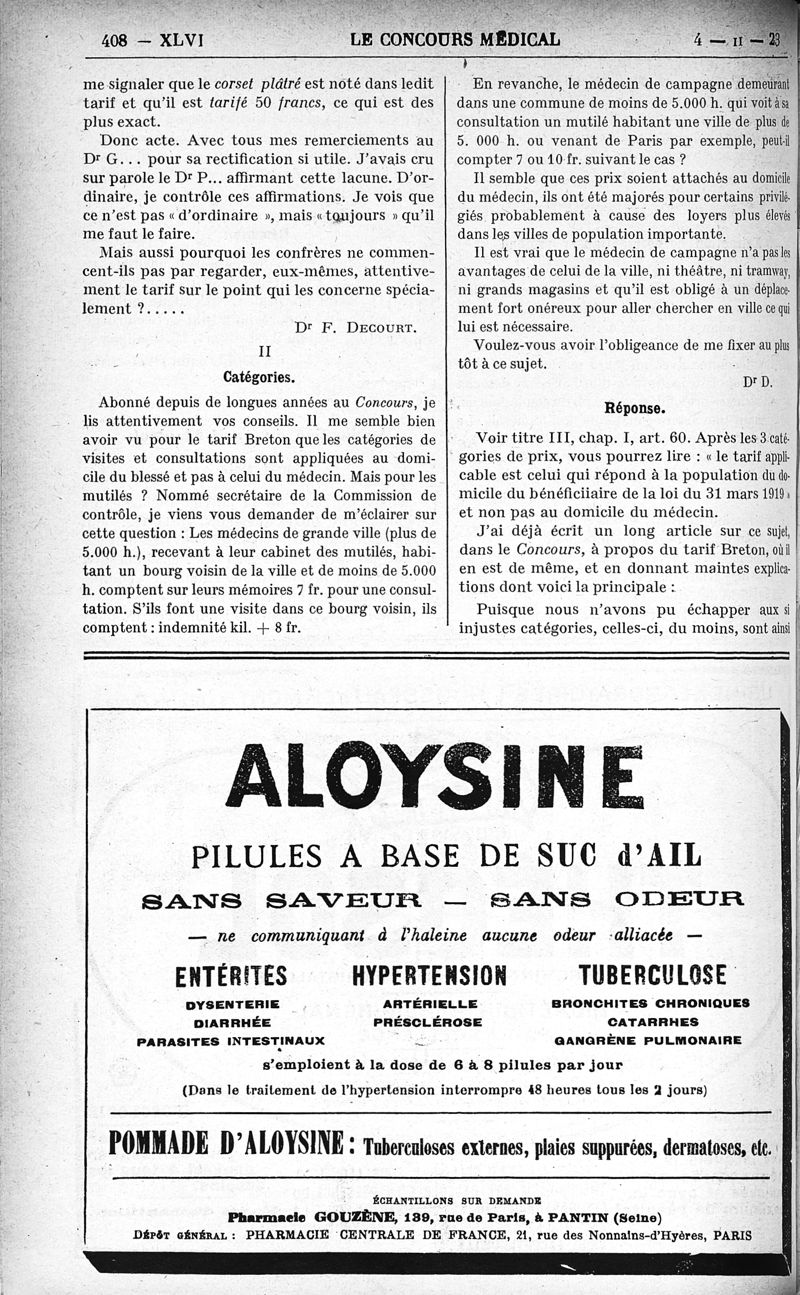 408 — XLVI
LE CONCOURS MÉDICAL
4 — II — 23
me signaler que le corset plâtré est noté dans ledit
tarif et qu'il est tarifé 50 francs, ce qui est des
plus exact.
Donc acte. Avec tous mes remerciements au
Dr G... pour sa rectification si utile. J'avais cru
sur parole le Dr P... affirmant cette lacune. D'or-
dinaire, je contrôle ces affirmations. Je vois que
ce n'est pas « d'ordinaire », mais « toujours » qu'il
me faut le faire.
Mais aussi pourquoi les confrères ne commen-
cent-ils pas par regarder, eux-mêmes, attentive-
ment le tarif sur le point qui les concerne spécia-
lement ?.....
Dr F. DECOURT.
II
Catégories.
Abonné depuis de longues années au Concours, je
lis attentivement vos conseils. Il me semble bien
avoir vu pour le tarif Breton que les catégories de
visites et consultations sont appliquées au domi-
cile du blessé et pas à celui du médecin. Mais pour les
mutilés ? Nommé secrétaire de la Commission de
contrôle, je viens vous demander de m'éclairer sur
cette question : Les médecins de grande ville (plus de
5.000 h.), recevant à leur cabinet des mutilés, habi-
tant un bourg voisin de la ville et de moins de 5.000
h. comptent sur leurs mémoires 7 fr. pour une consul-
tation. S'ils font une visite dans ce bourg voisin, ils
comptent : indemnité kil. + 8 fr.
En revanche, le médecin de campagne demeurant
dans une commune de moins de 5.000 h. qui voit à sa
consultation un mutilé habitant une ville de plus de
5. 000 h. ou venant de Paris par exemple, peut-il
compter 7 ou 10 fr. suivant le cas ?
Il semble que ces prix soient attachés au domicile
du médecin, ils ont été majorés pour certains privilé-
giés probablement à cause des loyers plus élevés
dans les villes de population importante.
Il est vrai que le médecin de campagne n'a pas les
avantages de celui de la ville, ni théâtre, ni tramway,
ni grands magasins et qu'il est obligé à un déplace-
ment fort onéreux pour aller chercher en ville ce qui
lui est nécessaire.
Voulez-vous avoir l'obligeance de me fixer au plus
tôt à ce sujet.
Dr D.
Réponse.
Voir titre III, chap. I, art. 60. Après les 3 caté-
gories de prix, vous pourrez lire : « le tarif appli-
cable est celui qui répond à la population du do-
micile du bénéficiiaire de la loi du 31 mars 1919 »
et non pas au domicile du médecin.
J'ai déjà écrit un long article sur ce sujet,
dans le Concours, à propos du tarif Breton, où il
en est de même, et en donnant maintes explica-
tions dont voici la principale :
Puisque nous n'avons pu échapper aux si
injustes catégories, celles-ci, du moins, sont ainsi
ALOYSINE
PILULES A BASE DE SUC d'AIL
SANS SAVEUR — SANS ODEUR
— ne communiquant à l'haleine aucune odeur alliacée —
ENTÉRITES
DYSENTERIE
DIARRHÉE
PARASITES INTESTINAUX
HYPERTENSION
ARTÉRIELLE
PRÉSCLÉROSE
TUBERCULOSE
BRONCHITES CHRONIQUES
CATARRHES
GANGRÈNE PULMONAIRE
s'emploient à la dose de 6 à 8 pilules par jour
(Dans le traitement de l'hypertension interrompre 48 heures tous les 2 jours)
POMMADE D'ALOYSINE : Tuberculoses externes, plaies suppurées, dermatoses, etc.
ÉCHANTILLONS SUR DEMANDE
Pharmacie GOUZÈNE, 139, rue de Paris, à PANTIN (Seine)
DÉPÔT GÉNÉRAL : PHARMACIE CENTRALE DE FRANCE, 21, rue des Nonnains-d'Hyères, PARIS